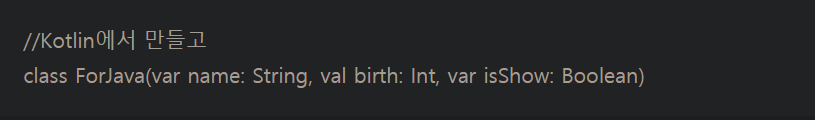 //Kotlin에서 만들고
class ForJava(var name: String, val birth: Int, var isShow: Boolean)